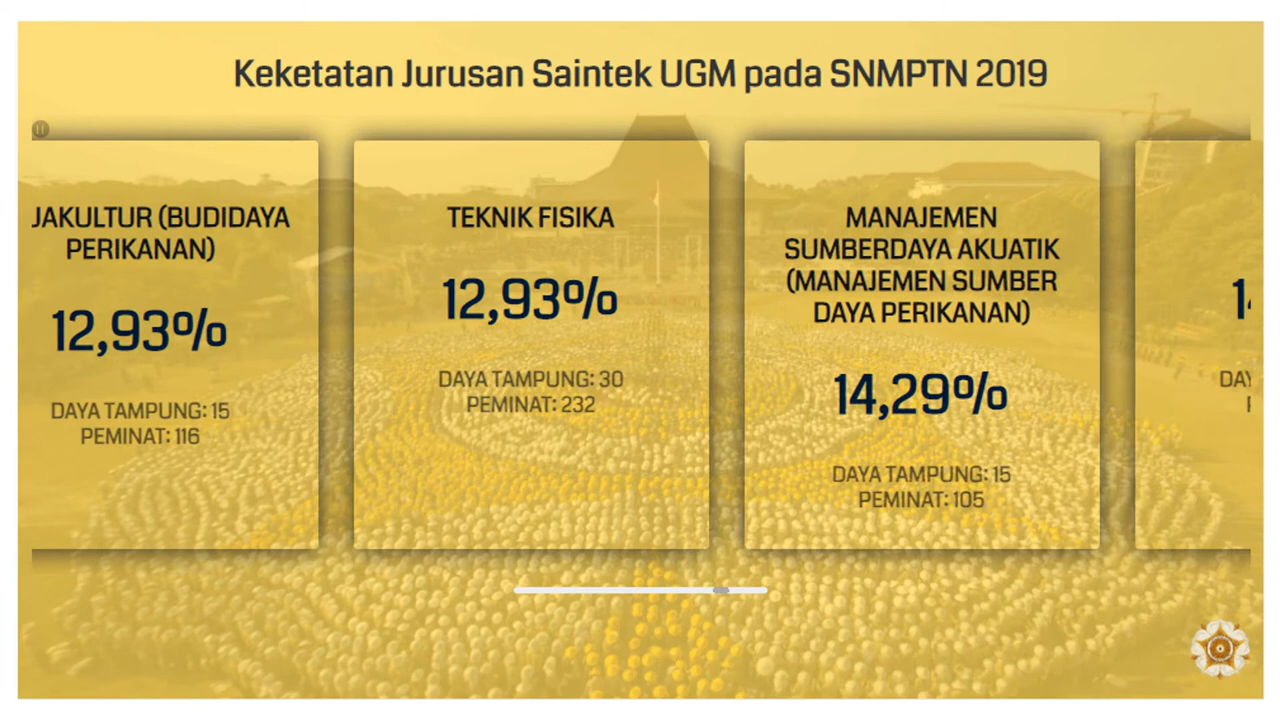 Keketatan Jurusan Saintek UGM pada SNMPTN 2019
JAKULTUR (BUDIDAYA
PERIKANAN)
12,93%
DAYA TAMPUNG: 15
PEMINAT: 116
TEKNIK FISIKA
12,93%
DAYA TAMPUNG: 30
PEMINAT: 232
MANAJEMEN
SUMBERDAYA AKUATIK
(MANAJEMEN SUMBER
DAYA PERIKANAN)
14,29%
DAYA TAMPUNG: 15
PEMINAT: 105